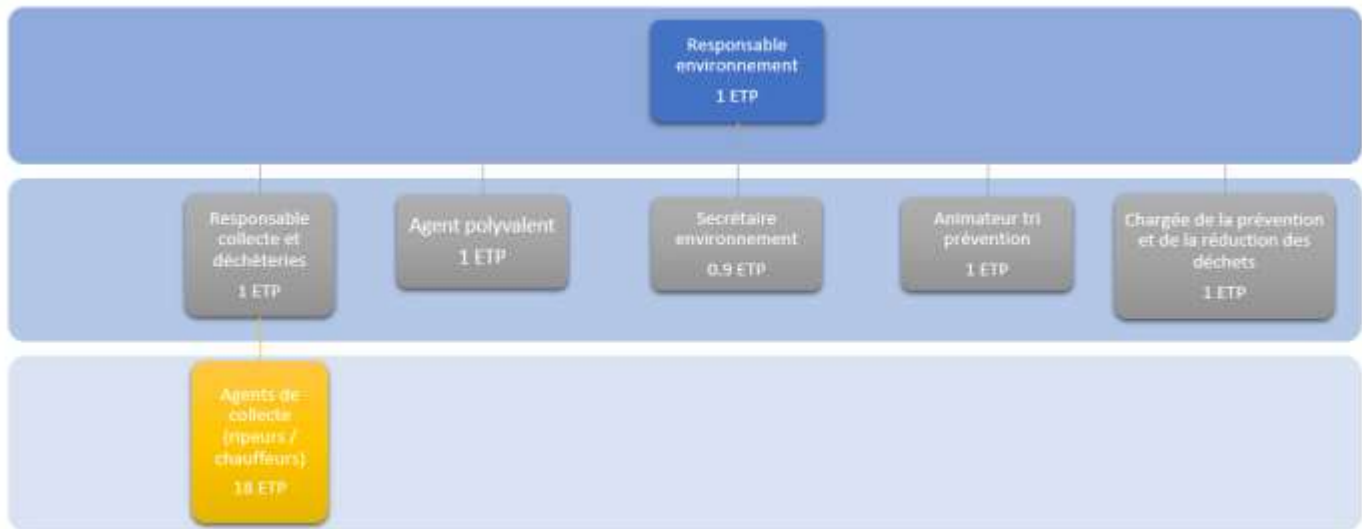 Responsable
environnement
1 ETP
Responsable
collecte et
déchèteries
1 ETP
Agent polyvalent
1 ETP
Secrétaire
environnement
0.9 ETP
Animateur tri
prévention
1 ETP
Chargée de la prévention
et de la réduction des
déchets
1 ETP
Agents de
collecte
(ripeurs /
chauffeurs)
18 ETP